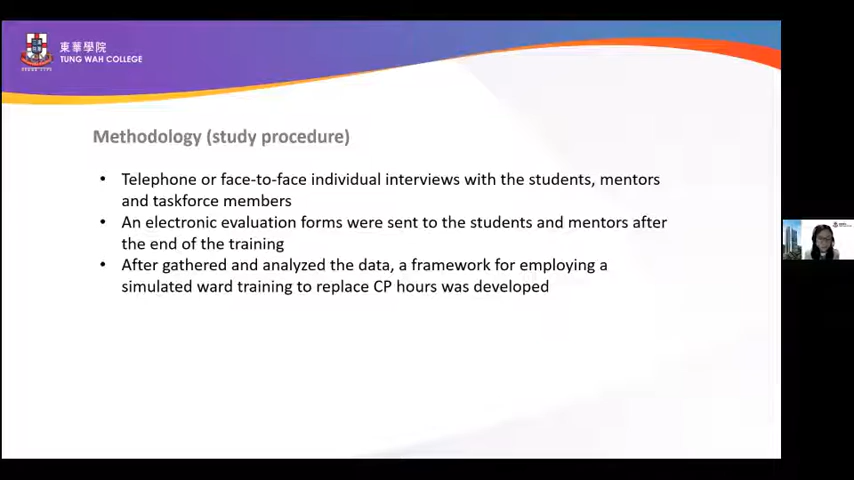 東華學院
TUNG WAH COLLEGE
Methodology (study procedure)
• Telephone or face-to-face individual interviews with the students, mentors
and taskforce members
• An electronic evaluation forms were sent to the students and mentors after
the end of the training
• After gathered and analyzed the data, a framework for employing a
simulated ward training to replace CP hours was developed